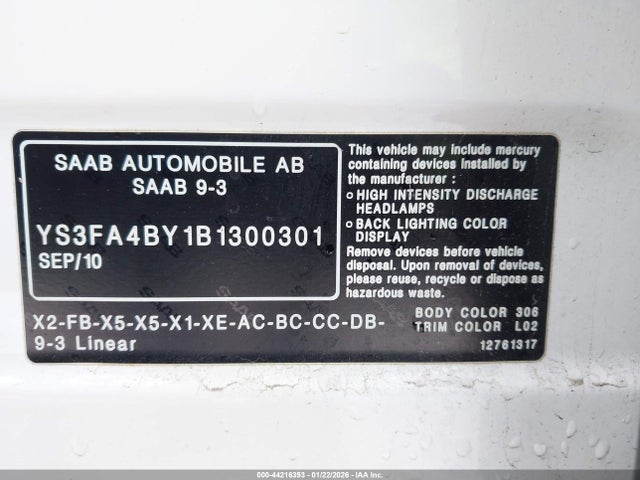 SAAB AUTOMOBILE AB
SAAB 9-3
YS3FA4BY1B1300301
SEP/10
This vehicle may include mercury
containing devices installed by
the manufacturer :
o HIGH INTENSITY DISCHARGE
HEADLAMPS
o BACK LIGHTING COLOR
DISPLAY
Remove devices before vehicle
disposal. Upon removal of devices,
please reuse, recycle or dispose as
hazardous waste.
X2-FB-X5-X5-X1-XE-AC-BC-CC-DB-
9-3 Linear
BODY COLOR 306
TRIM COLOR L02
12761317
000-44216393 - 01/22/2026 - IAAI.COM